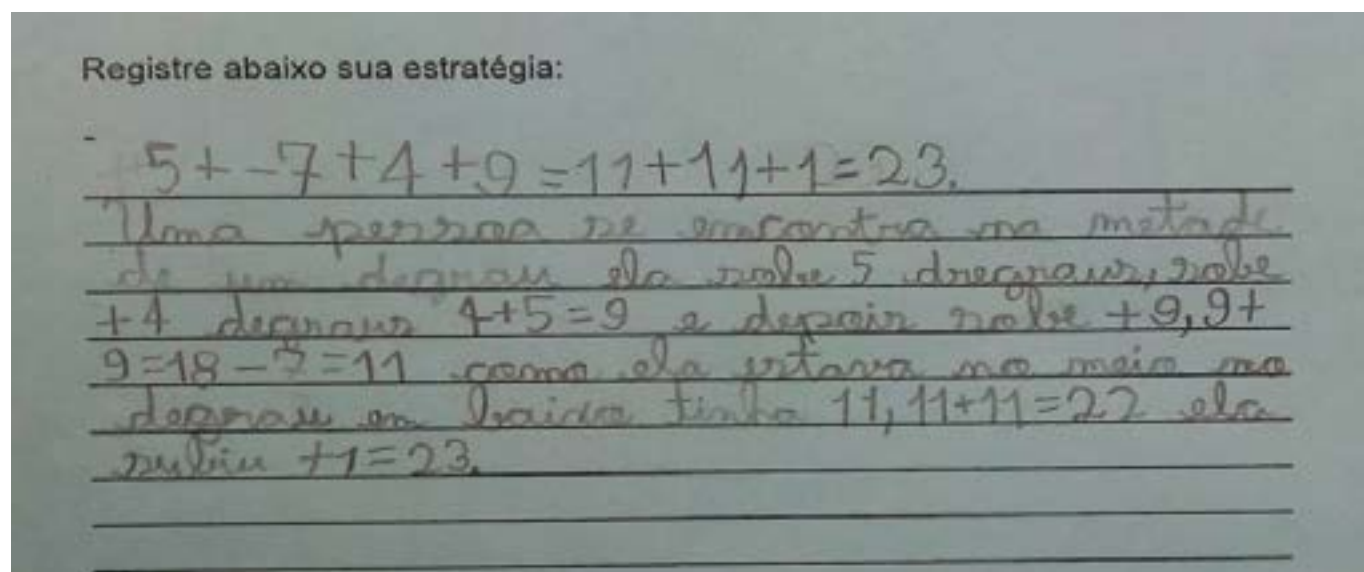 Registre abaixo sua estratégia:
-
5+-7+4+9=11+11+1=23.
Uma pessoa se encontra na metade
de um degrau ela sobe 5 dregraus, sobe
+4 degraus 4+5=9 e depois sobe +9, 9+
9=18-7=11 como ela estava no meio no
degrau em baixo tinha 11, 11+11=22 ela
subiu +1=23.